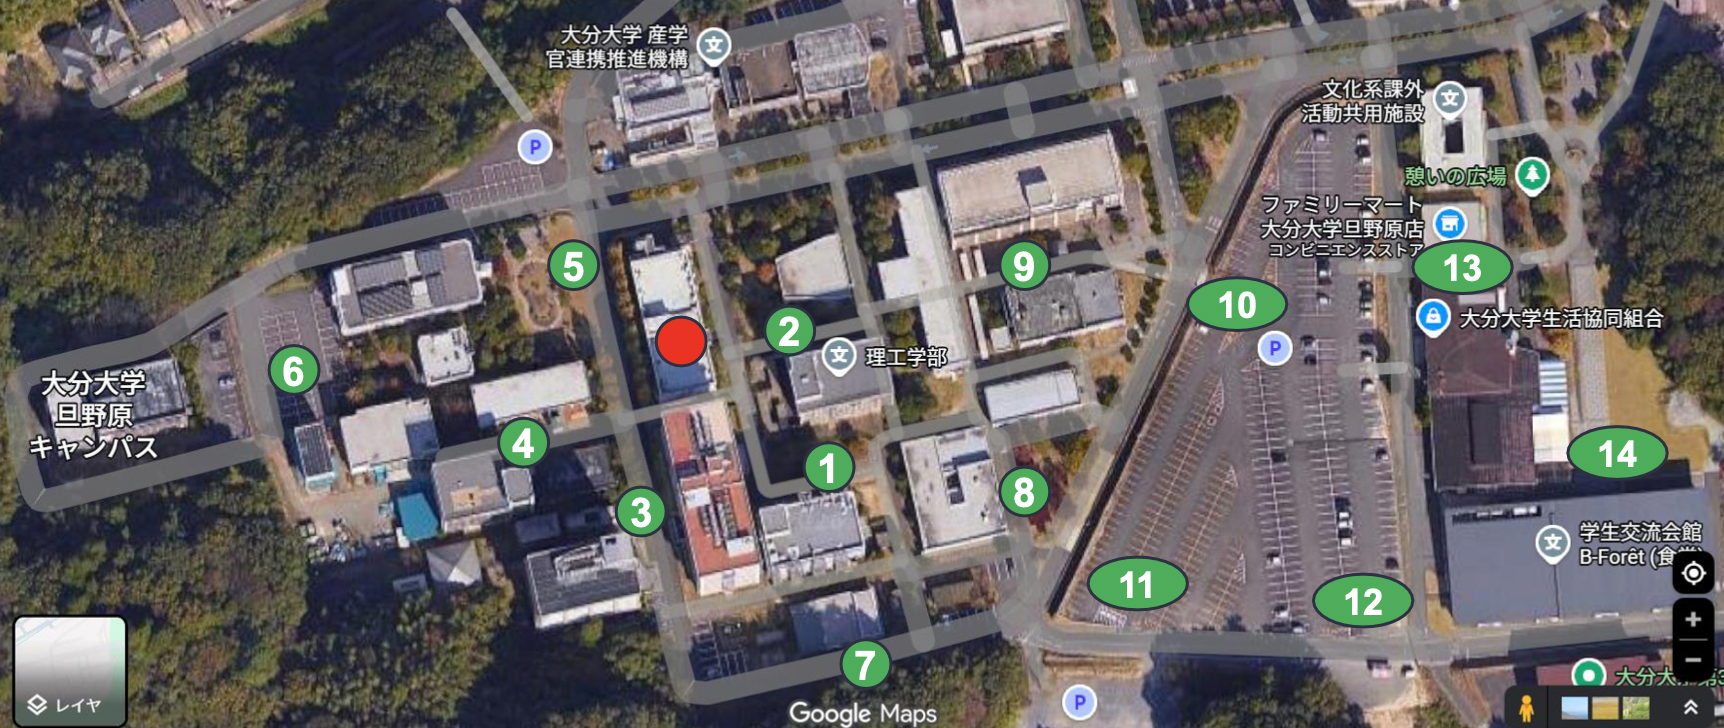 大分大学 産学
官連携推進機構
P
文化系課外
活動共用施設
憩いの広場
ファミリーマート
大分大学旦野原店
コンビニエンスストア
5
9
13
10
2
理工学部
大分大学生活協同組合
P
6
大分大学
旦野原
キャンパス
4
1
14
8
3
学生交流会館
B-Forêt (食
11
12
7
レイヤ
Google Maps
P
大分大